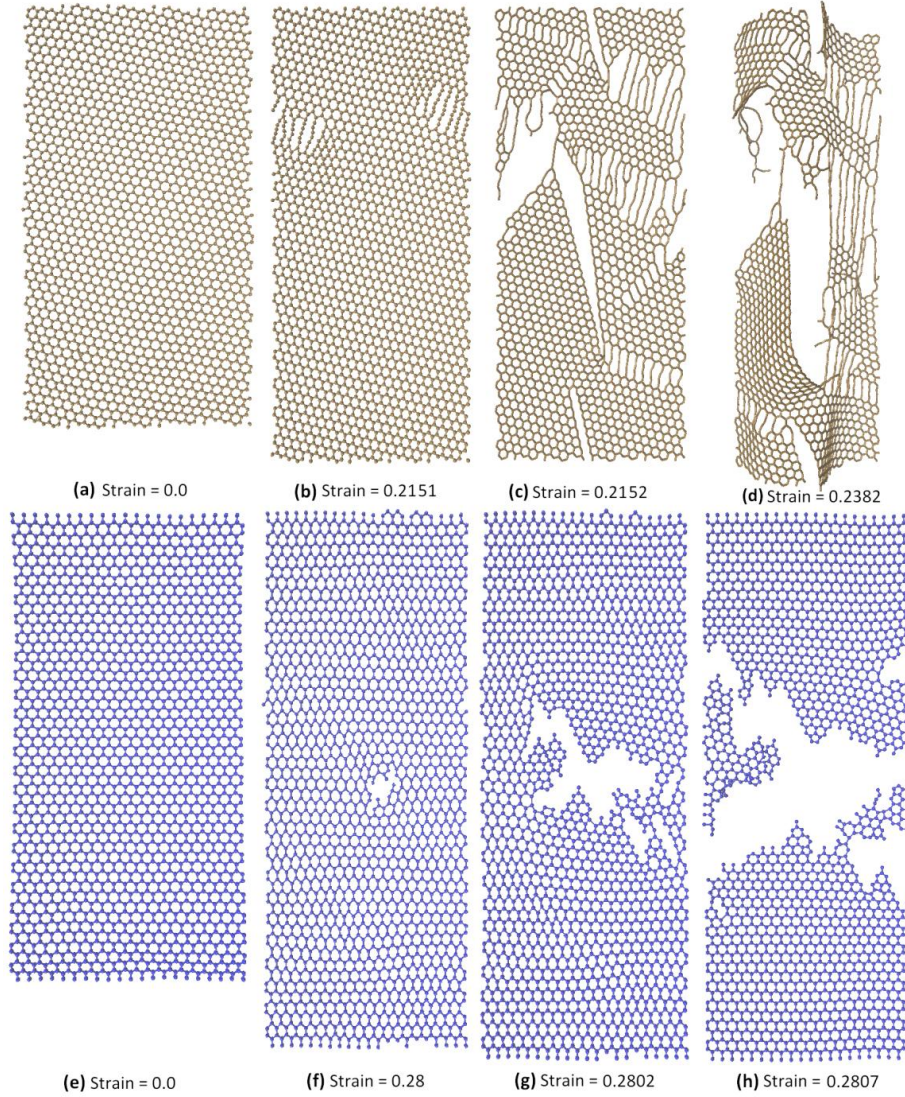 (a) Strain = 0.0
(b) Strain = 0.2151
(c) Strain = 0.2152
(d) Strain = 0.2382
(e) Strain = 0.0
(f) Strain = 0.28
(g) Strain = 0.2802
(h) Strain = 0.2807